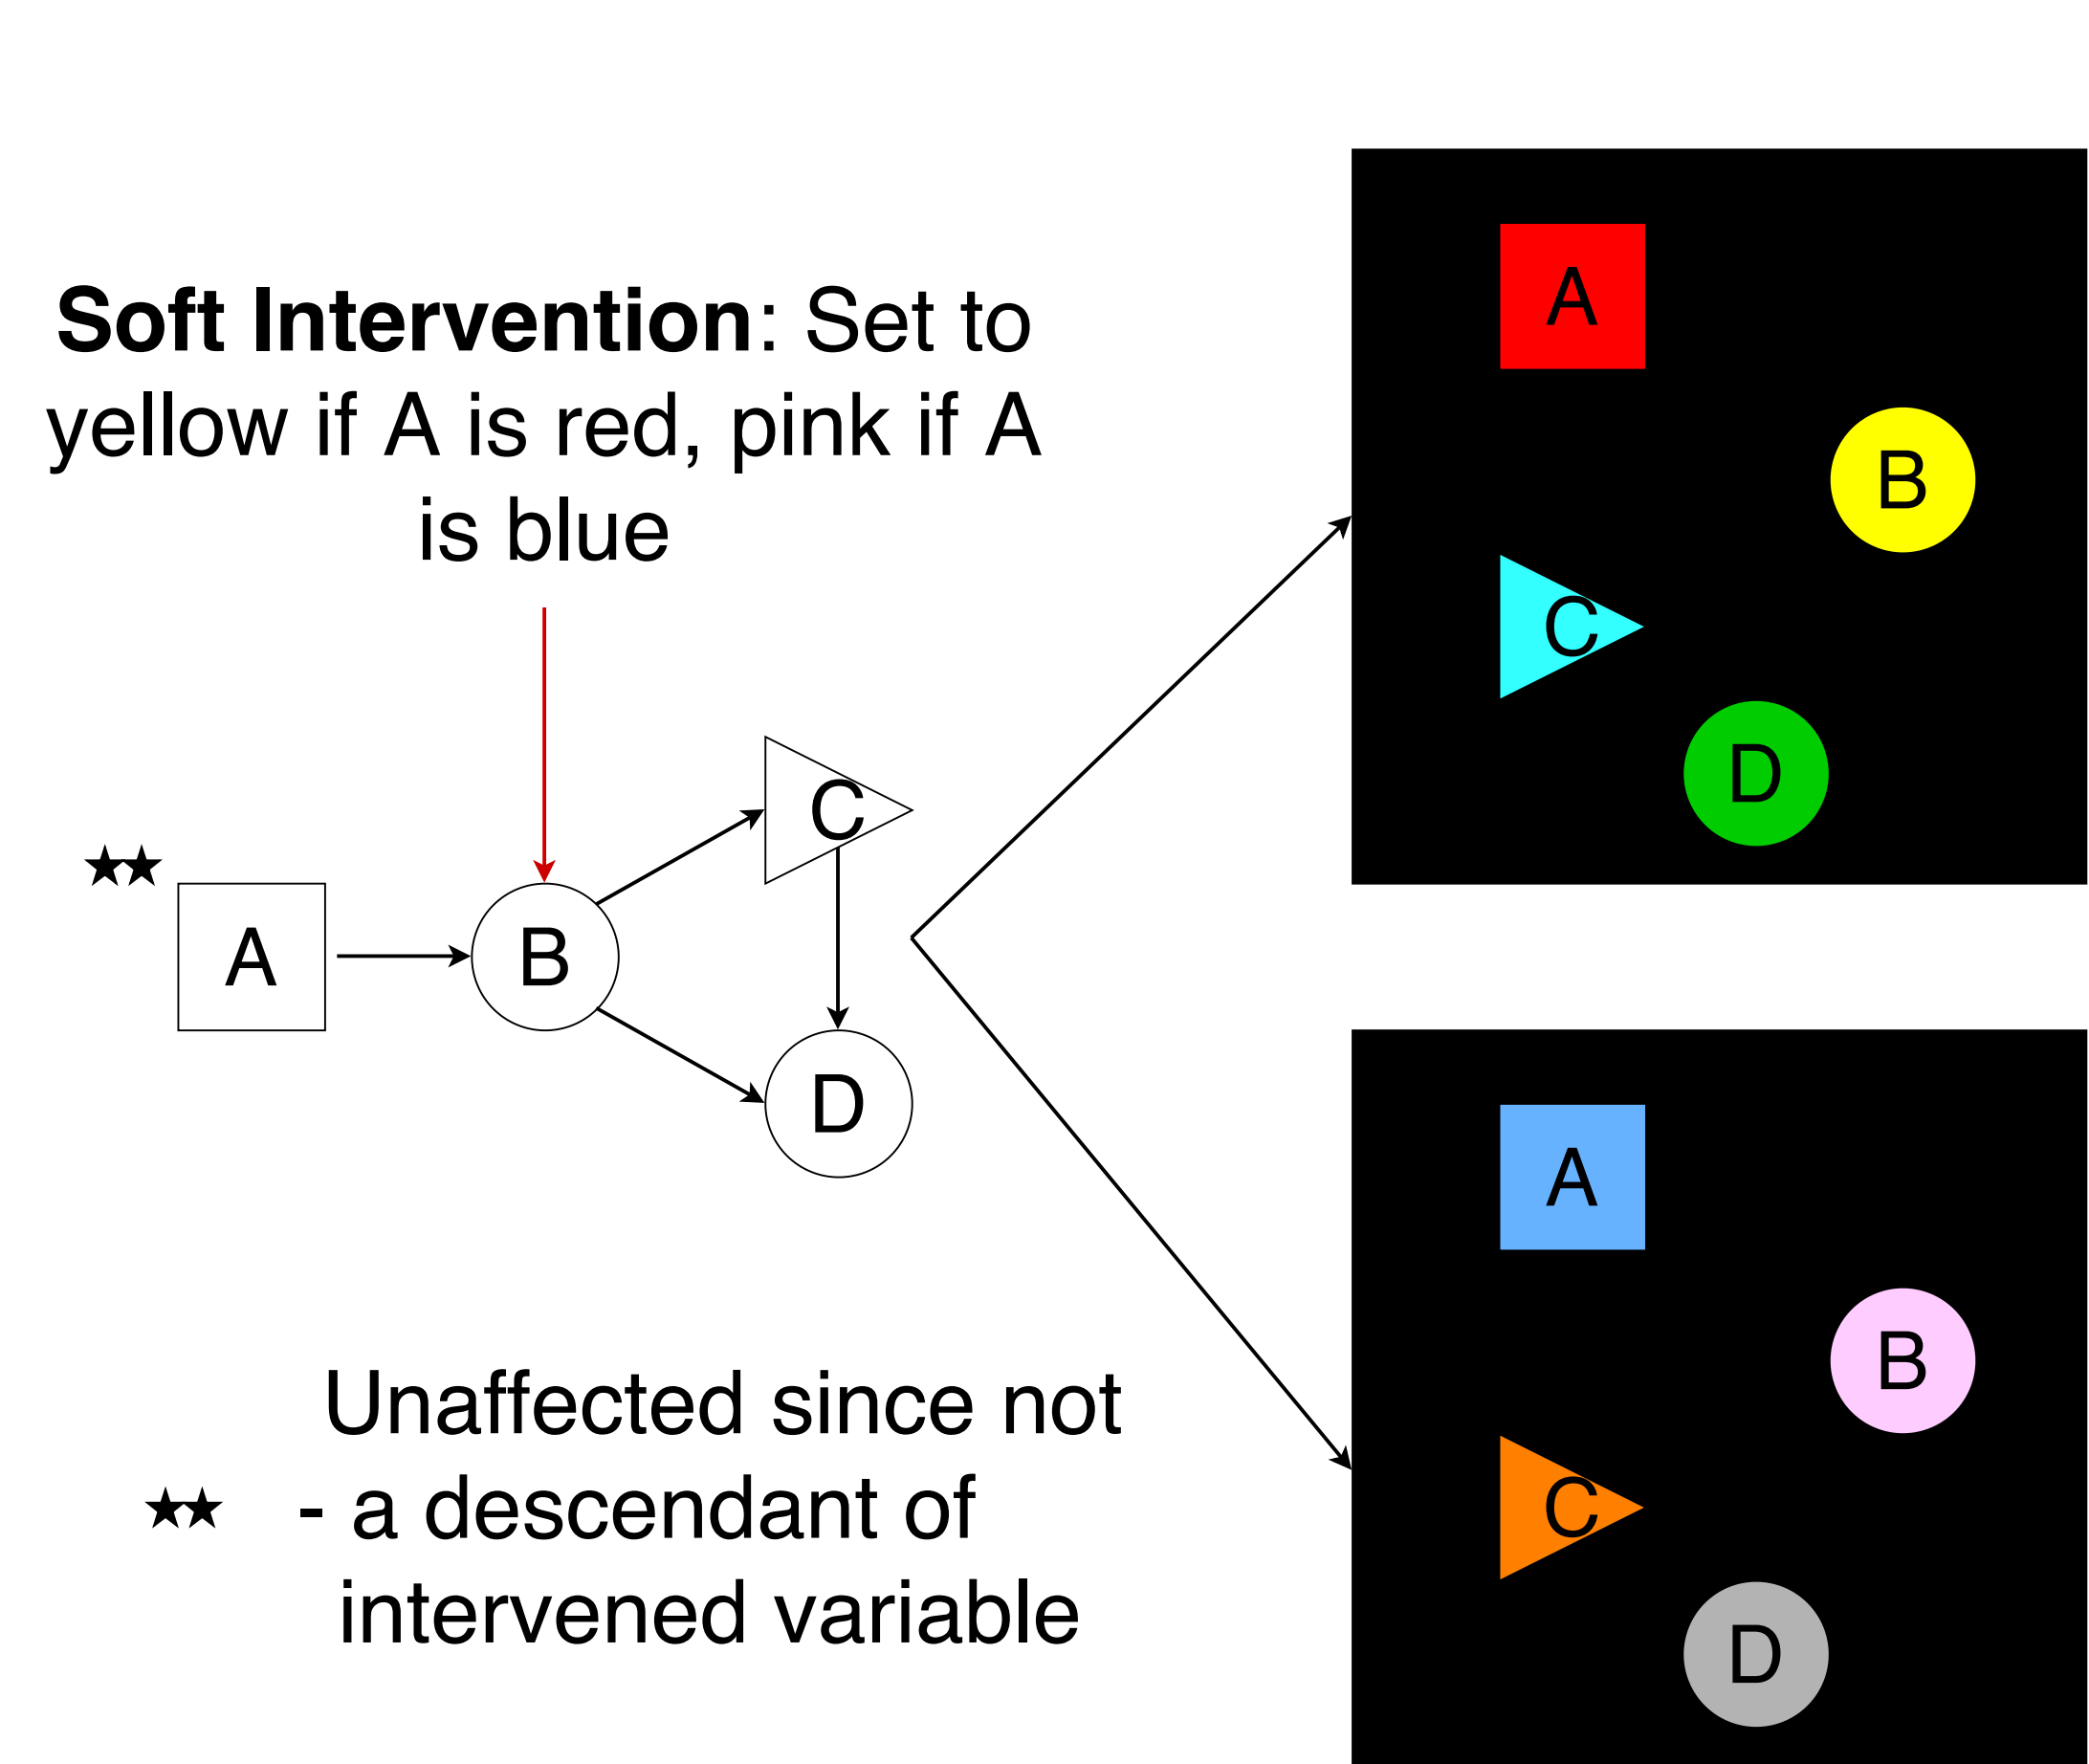 Soft Intervention: Set to
yellow if A is red, pink if A
is blue
A
B
C
D
A
B
C
D
A
B
C
D
Unaffected since not
- a descendant of
intervened variable